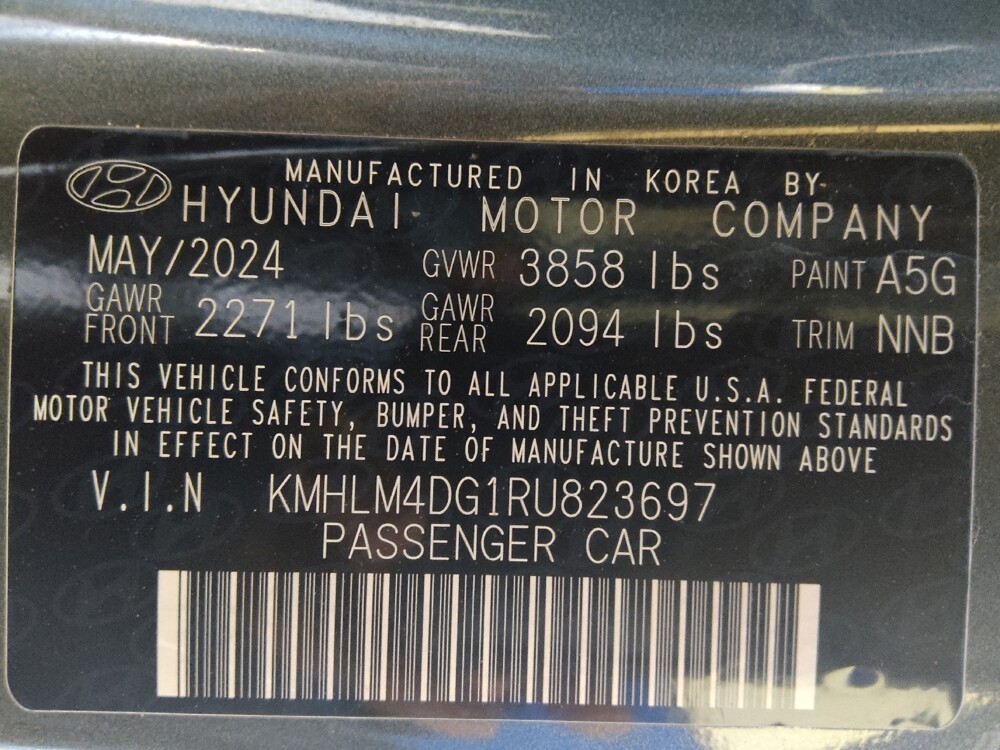 MANUFACTURED IN KOREA BY
HYUNDAI MOTOR COMPANY
MAY/2024 GVWR 3858 lbs PAINT A5G
GAWR FRONT 2271 lbs GAWR REAR 2094 lbs TRIM NNB
THIS VEHICLE CONFORMS TO ALL APPLICABLE U.S.A. FEDERAL
MOTOR VEHICLE SAFETY, BUMPER, AND THEFT PREVENTION STANDARDS
IN EFFECT ON THE DATE OF MANUFACTURE SHOWN ABOVE
V.I.N KMHLM4DG1RU823697
PASSENGER CAR